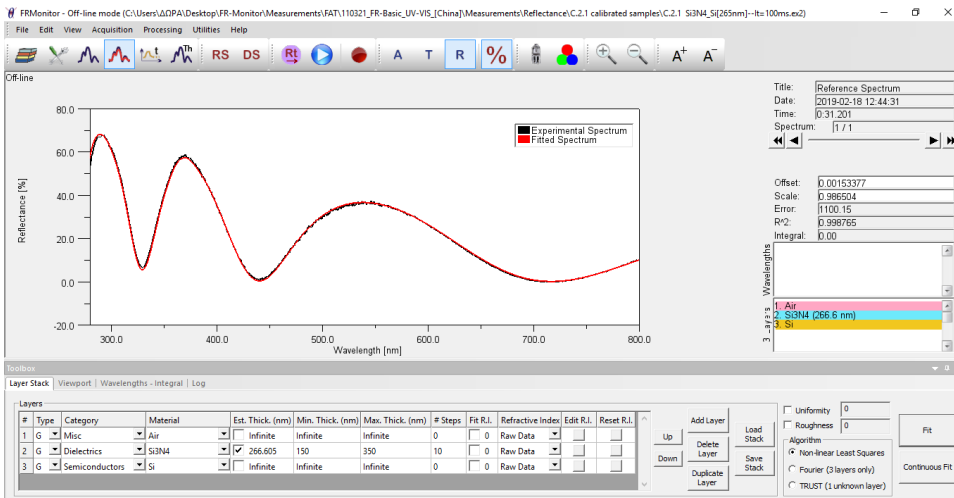 FRMonitor - Off-line mode (C:\Users\ΔΩΡΑ\Desktop\FR-Monitor\Measurements\FAT\110321_FR-Basic_UV-VIS_[China]\Measurements\Reflectance\C.2.1 calibrated samples\C.2.1 Si3N4_Si[265nm]--It=100ms.ex2)
File Edit View Acquisition Processing Utilities Help
t Th RS DS Rt A T R % A+ A-
Off-line
80.0
60.0
40.0
20.0
0.0
-20.0
Reflectance [%]
Experimental Spectrum
Fitted Spectrum
300.0 400.0 500.0 600.0 700.0 800.0
Wavelength [nm]
Title: Reference Spectrum
Date: 2019-02-18 12:44:31
Time: 0:31.201
Spectrum: 1 / 1
Offset: 0.00153377
Scale: 0.986504
Error: 1100.15
R^2: 0.998765
Integral: 0.00
Wavelengths
1. Air
2. Si3N4 (266.6 nm)
3. Si
Toolbox
Layer Stack Viewport Wavelengths - Integral Log
Layers
# Type Category Material Est. Thick. (nm) Min. Thick. (nm) Max. Thick. (nm) # Steps Fit R.I. Refractive Index Edit R.I. Reset R.I.
1 G Misc Air Infinite Infinite Infinite 0 0 Raw Data
2 G Dielectrics Si3N4 266.605 150 350 10 0 Raw Data
3 G Semiconductors Si Infinite Infinite Infinite 0 0 Raw Data
Up
Down
Add Layer
Delete Layer
Duplicate Layer
Load Stack
Save Stack
Uniformity 0
Roughness 0
Algorithm
Non-linear Least Squares
Fourier (3 layers only)
TRUST (1 unknown layer)
Fit
Continuous Fit